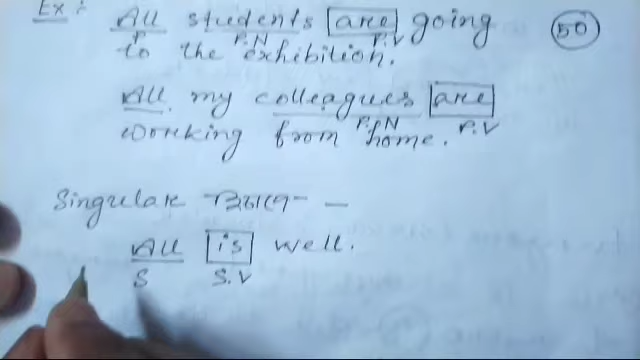 Ex:
All students are going
P P.N P.V
to the exhibition.
50
All my colleagues are
P.N P.V
working from home.
Singular
All is well.
S S.V